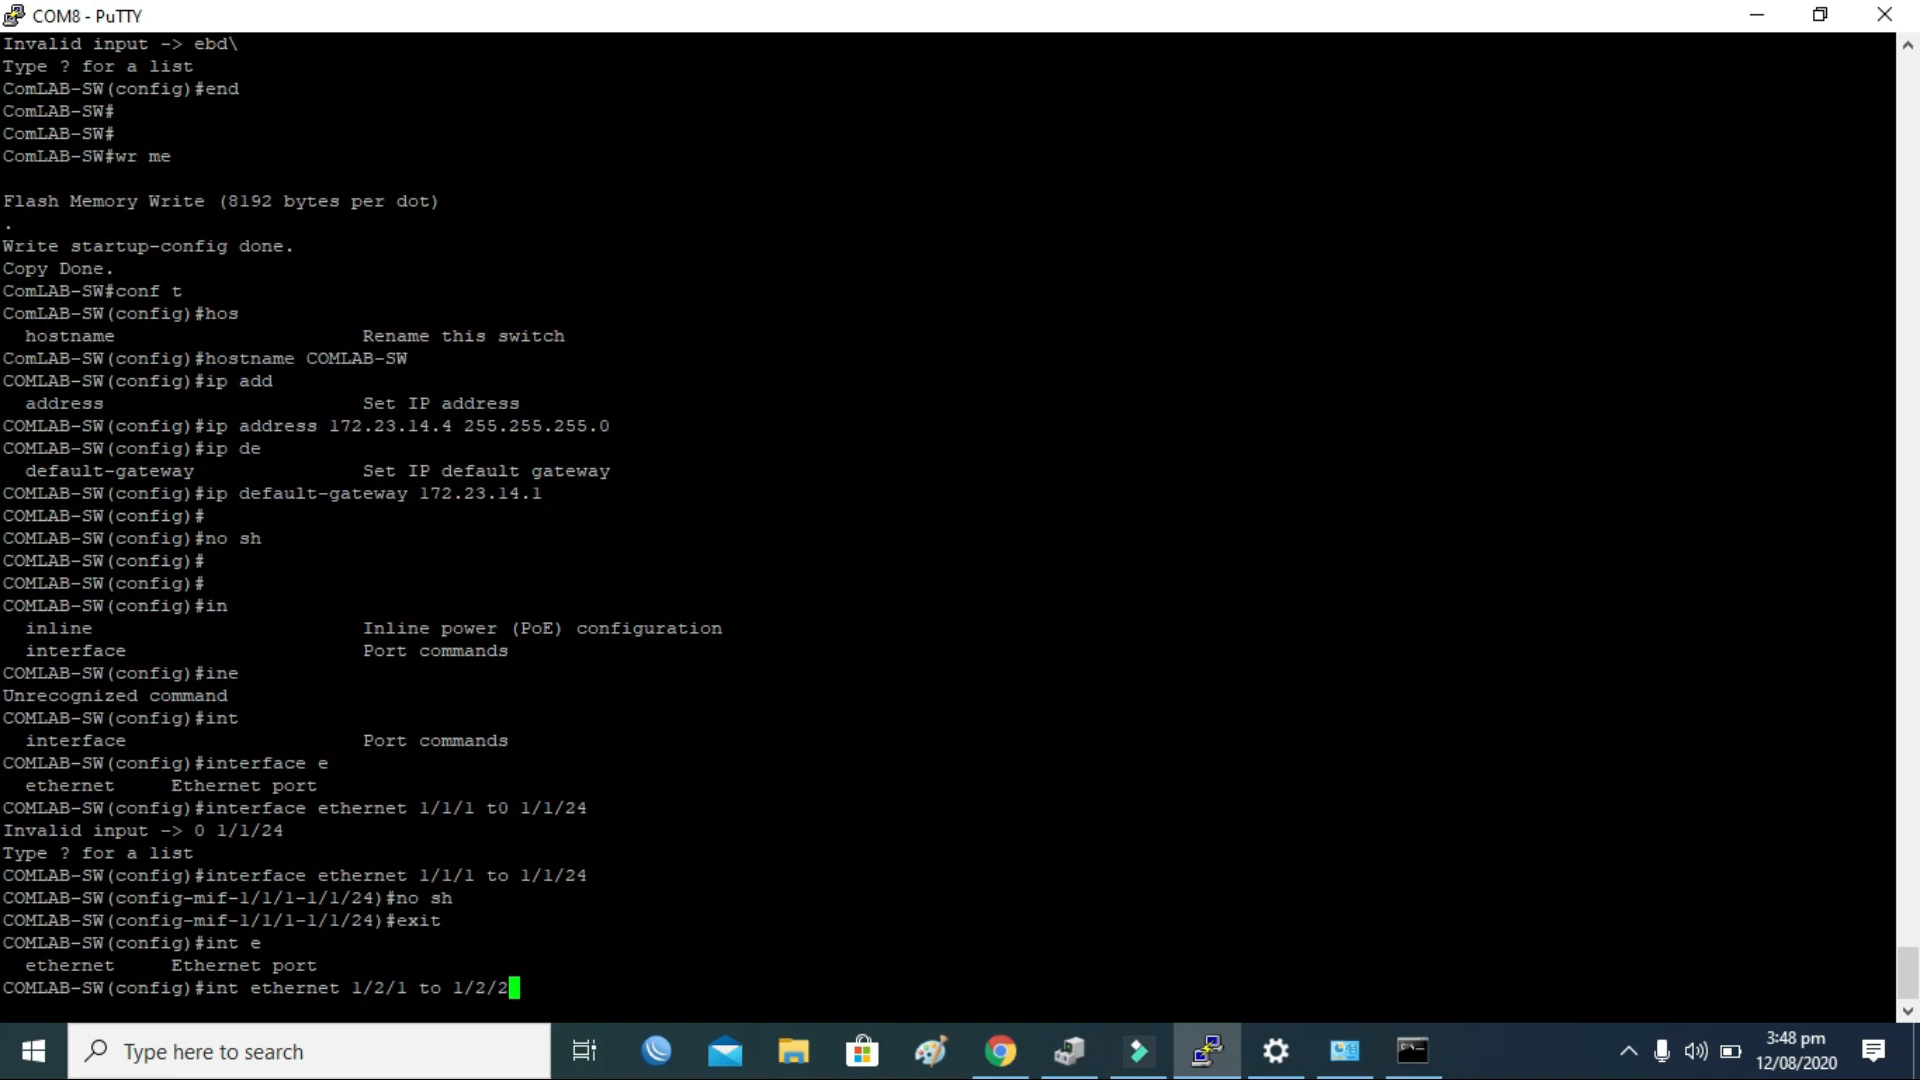 COM8 - PuTTY
Invalid input -> ebd\
Type ? for a list
ComLAB-SW(config)#end
ComLAB-SW#
ComLAB-SW#
ComLAB-SW#wr me
Flash Memory Write (8192 bytes per dot)
.
Write startup-config done.
Copy Done.
ComLAB-SW#conf t
ComLAB-SW(config)#hos
  hostname                      Rename this switch
ComLAB-SW(config)#hostname COMLAB-SW
COMLAB-SW(config)#ip add
  address                       Set IP address
COMLAB-SW(config)#ip address 172.23.14.4 255.255.255.0
COMLAB-SW(config)#ip de
  default-gateway               Set IP default gateway
COMLAB-SW(config)#ip default-gateway 172.23.14.1
COMLAB-SW(config)#
COMLAB-SW(config)#no sh
COMLAB-SW(config)#
COMLAB-SW(config)#
COMLAB-SW(config)#in
  inline                        Inline power (PoE) configuration
  interface                     Port commands
COMLAB-SW(config)#ine
Unrecognized command
COMLAB-SW(config)#int
  interface                     Port commands
COMLAB-SW(config)#interface e
  ethernet     Ethernet port
COMLAB-SW(config)#interface ethernet 1/1/1 t0 1/1/24
Invalid input -> 0 1/1/24
Type ? for a list
COMLAB-SW(config)#interface ethernet 1/1/1 to 1/1/24
COMLAB-SW(config-mif-1/1/1-1/1/24)#no sh
COMLAB-SW(config-mif-1/1/1-1/1/24)#exit
COMLAB-SW(config)#int e
  ethernet     Ethernet port
COMLAB-SW(config)#int ethernet 1/2/1 to 1/2/2
Type here to search
3:48 pm
12/08/2020